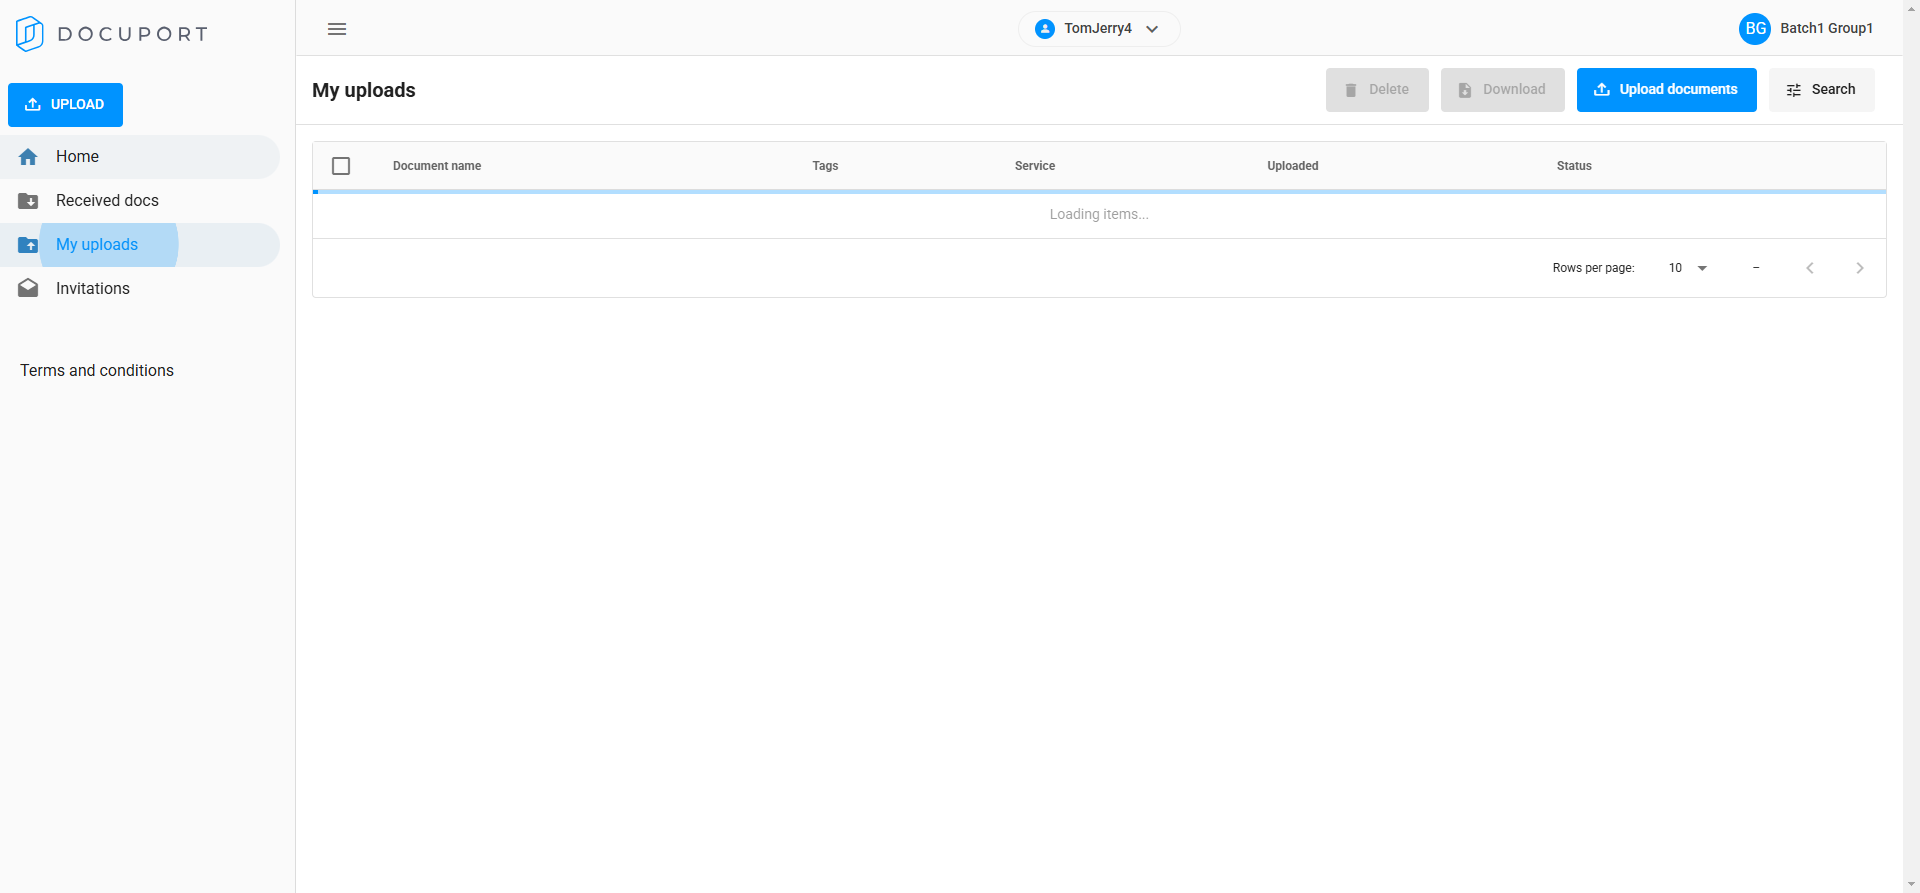 DOCUPORT
TomJerry4
BG Batch1 Group1
UPLOAD
Home
Received docs
My uploads
Invitations
Terms and conditions
My uploads
Delete
Download
Upload documents
Search
Document name Tags Service Uploaded Status
Loading items...
Rows per page: 10 –